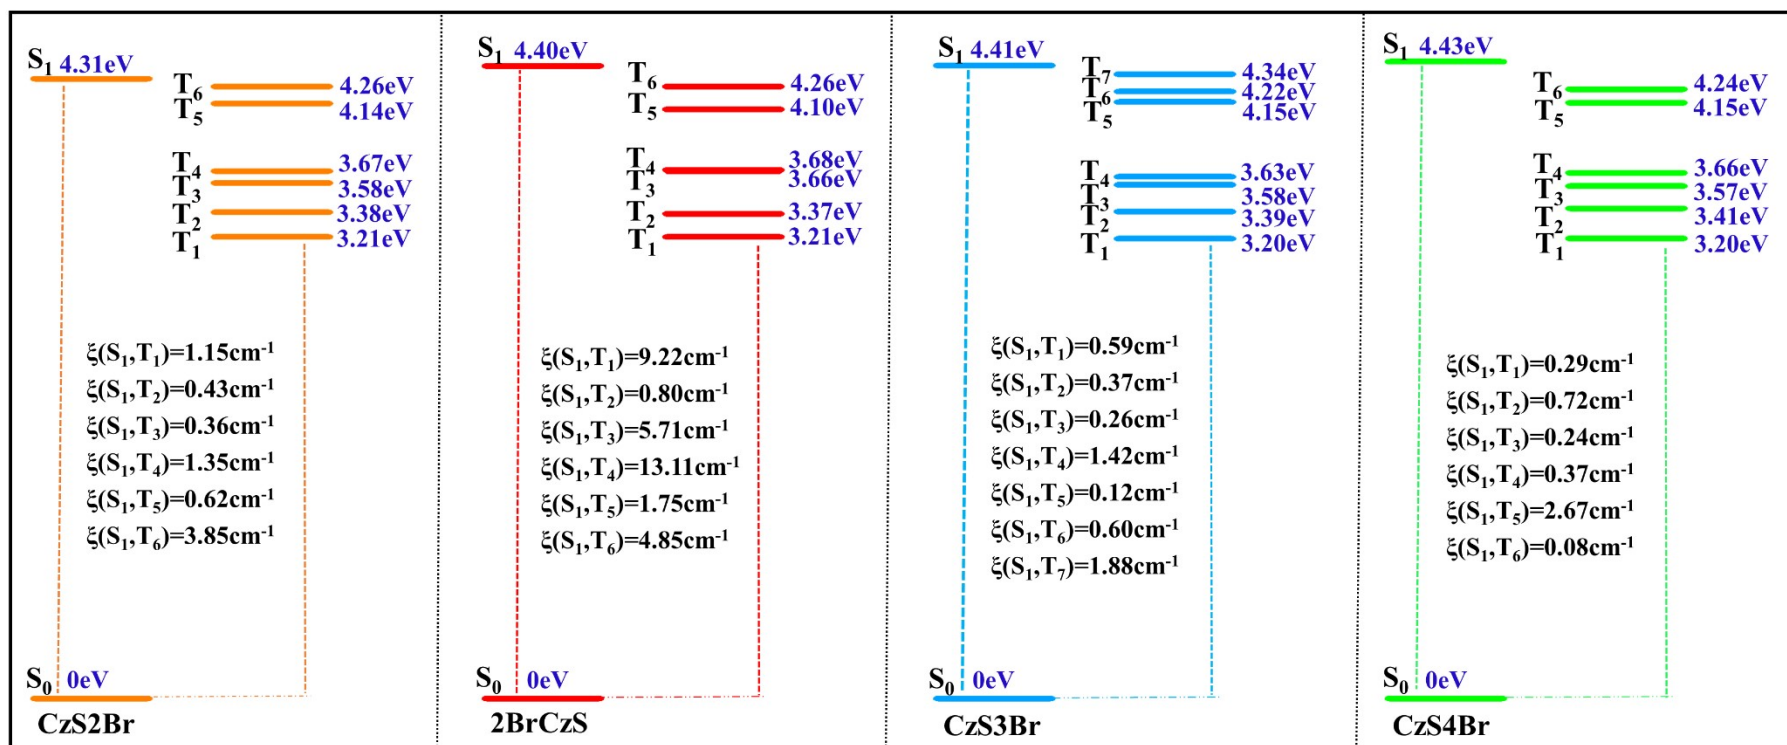 S₁ 4.31eV
T₆ 4.26eV
T₅ 4.14eV
T₄ 3.67eV
T₃ 3.58eV
T₂ 3.38eV
T₁ 3.21eV
ξ(S₁,T₁)=1.15cm⁻¹
ξ(S₁,T₂)=0.43cm⁻¹
ξ(S₁,T₃)=0.36cm⁻¹
ξ(S₁,T₄)=1.35cm⁻¹
ξ(S₁,T₅)=0.62cm⁻¹
ξ(S₁,T₆)=3.85cm⁻¹
S₀ 0eV
CzS2Br
S₁ 4.40eV
T₆ 4.26eV
T₅ 4.10eV
T₄ 3.68eV
T₃ 3.66eV
T₂ 3.37eV
T₁ 3.21eV
ξ(S₁,T₁)=9.22cm⁻¹
ξ(S₁,T₂)=0.80cm⁻¹
ξ(S₁,T₃)=5.71cm⁻¹
ξ(S₁,T₄)=13.11cm⁻¹
ξ(S₁,T₅)=1.75cm⁻¹
ξ(S₁,T₆)=4.85cm⁻¹
S₀ 0eV
2BrCzS
S₁ 4.41eV
T₇ 4.34eV
T₆ 4.22eV
T₅ 4.15eV
T₄ 3.63eV
T₃ 3.58eV
T₂ 3.39eV
T₁ 3.20eV
ξ(S₁,T₁)=0.59cm⁻¹
ξ(S₁,T₂)=0.37cm⁻¹
ξ(S₁,T₃)=0.26cm⁻¹
ξ(S₁,T₄)=1.42cm⁻¹
ξ(S₁,T₅)=0.12cm⁻¹
ξ(S₁,T₆)=0.60cm⁻¹
ξ(S₁,T₇)=1.88cm⁻¹
S₀ 0eV
CzS3Br
S₁ 4.43eV
T₆ 4.24eV
T₅ 4.15eV
T₄ 3.66eV
T₃ 3.57eV
T₂ 3.41eV
T₁ 3.20eV
ξ(S₁,T₁)=0.29cm⁻¹
ξ(S₁,T₂)=0.72cm⁻¹
ξ(S₁,T₃)=0.24cm⁻¹
ξ(S₁,T₄)=0.37cm⁻¹
ξ(S₁,T₅)=2.67cm⁻¹
ξ(S₁,T₆)=0.08cm⁻¹
S₀ 0eV
CzS4Br